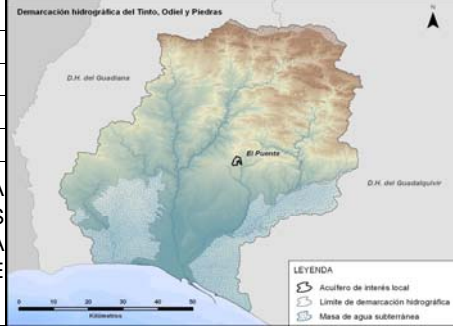 Demarcación hidrográfica del Tinto, Odiel y Piedras
N
D.H. del Guadiana
El Puente
D.H. del Guadalquivir
A
S
A
E
LEYENDA
Acuífero de interés local
Límite de demarcación hidrográfica
Masa de agua subterránea
0 10 20 30 40 50
Kilómetros